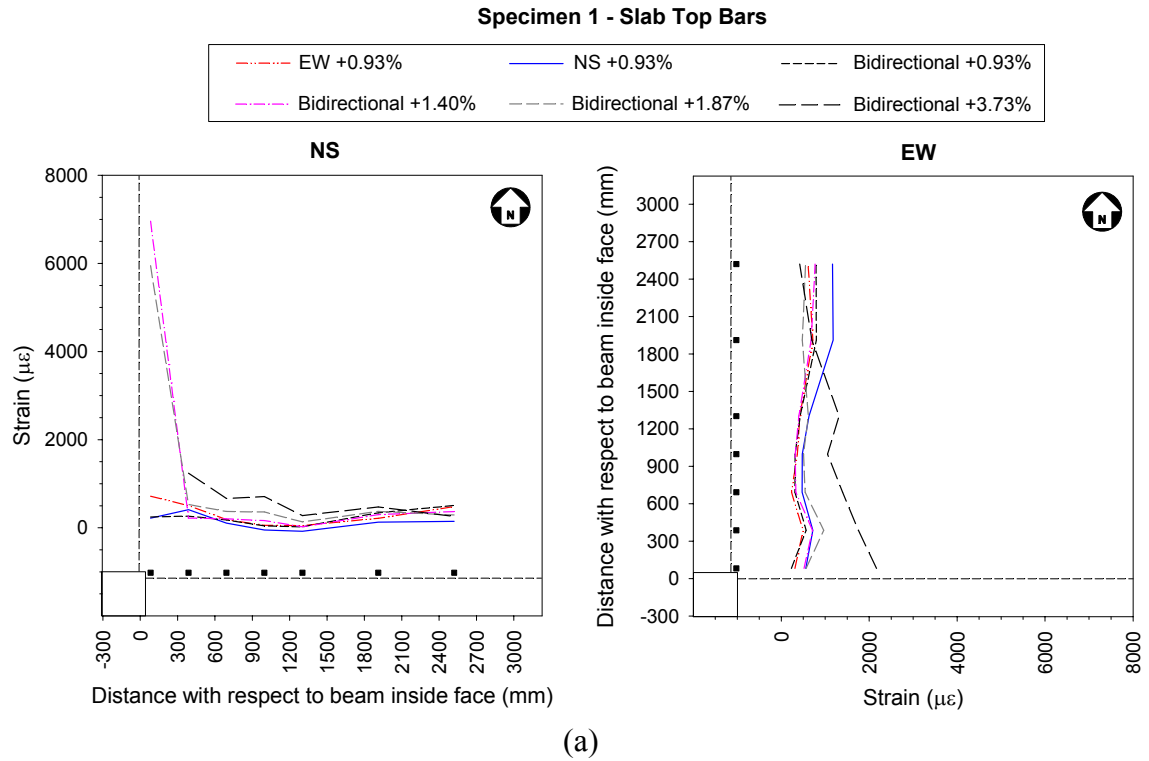 Specimen 1 - Slab Top Bars
EW +0.93%
NS +0.93%
Bidirectional +0.93%
Bidirectional +1.40%
Bidirectional +1.87%
Bidirectional +3.73%
NS
8000
6000
4000
2000
0
Strain (με)
N
-300
0
300
600
900
1200
1500
1800
2100
2400
2700
3000
Distance with respect to beam inside face (mm)
EW
3000
2700
2400
2100
1800
1500
1200
900
600
300
0
-300
Distance with respect to beam inside face (mm)
N
0
2000
4000
6000
8000
Strain (με)
(a)